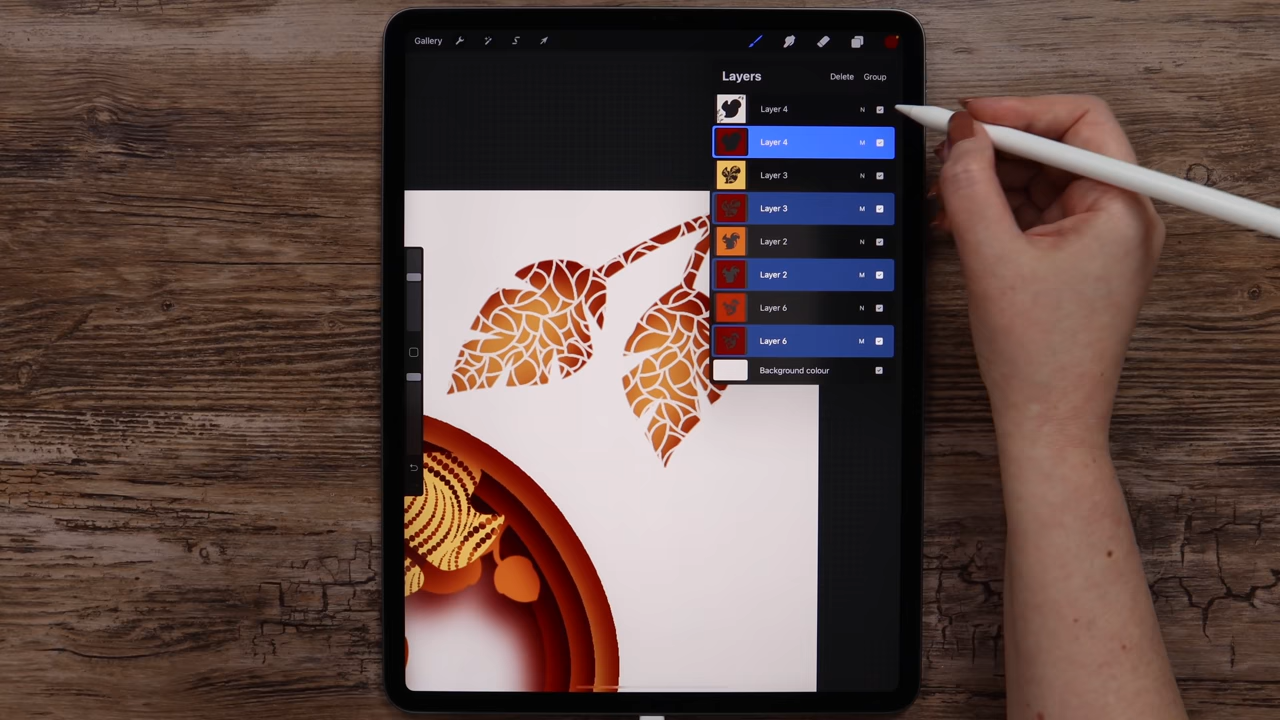 Gallery
Layers Delete Group
Layer 4 N
Layer 4 M
Layer 3 N
Layer 3 M
Layer 2 N
Layer 2 M
Layer 6 N
Layer 6 M
Background colour